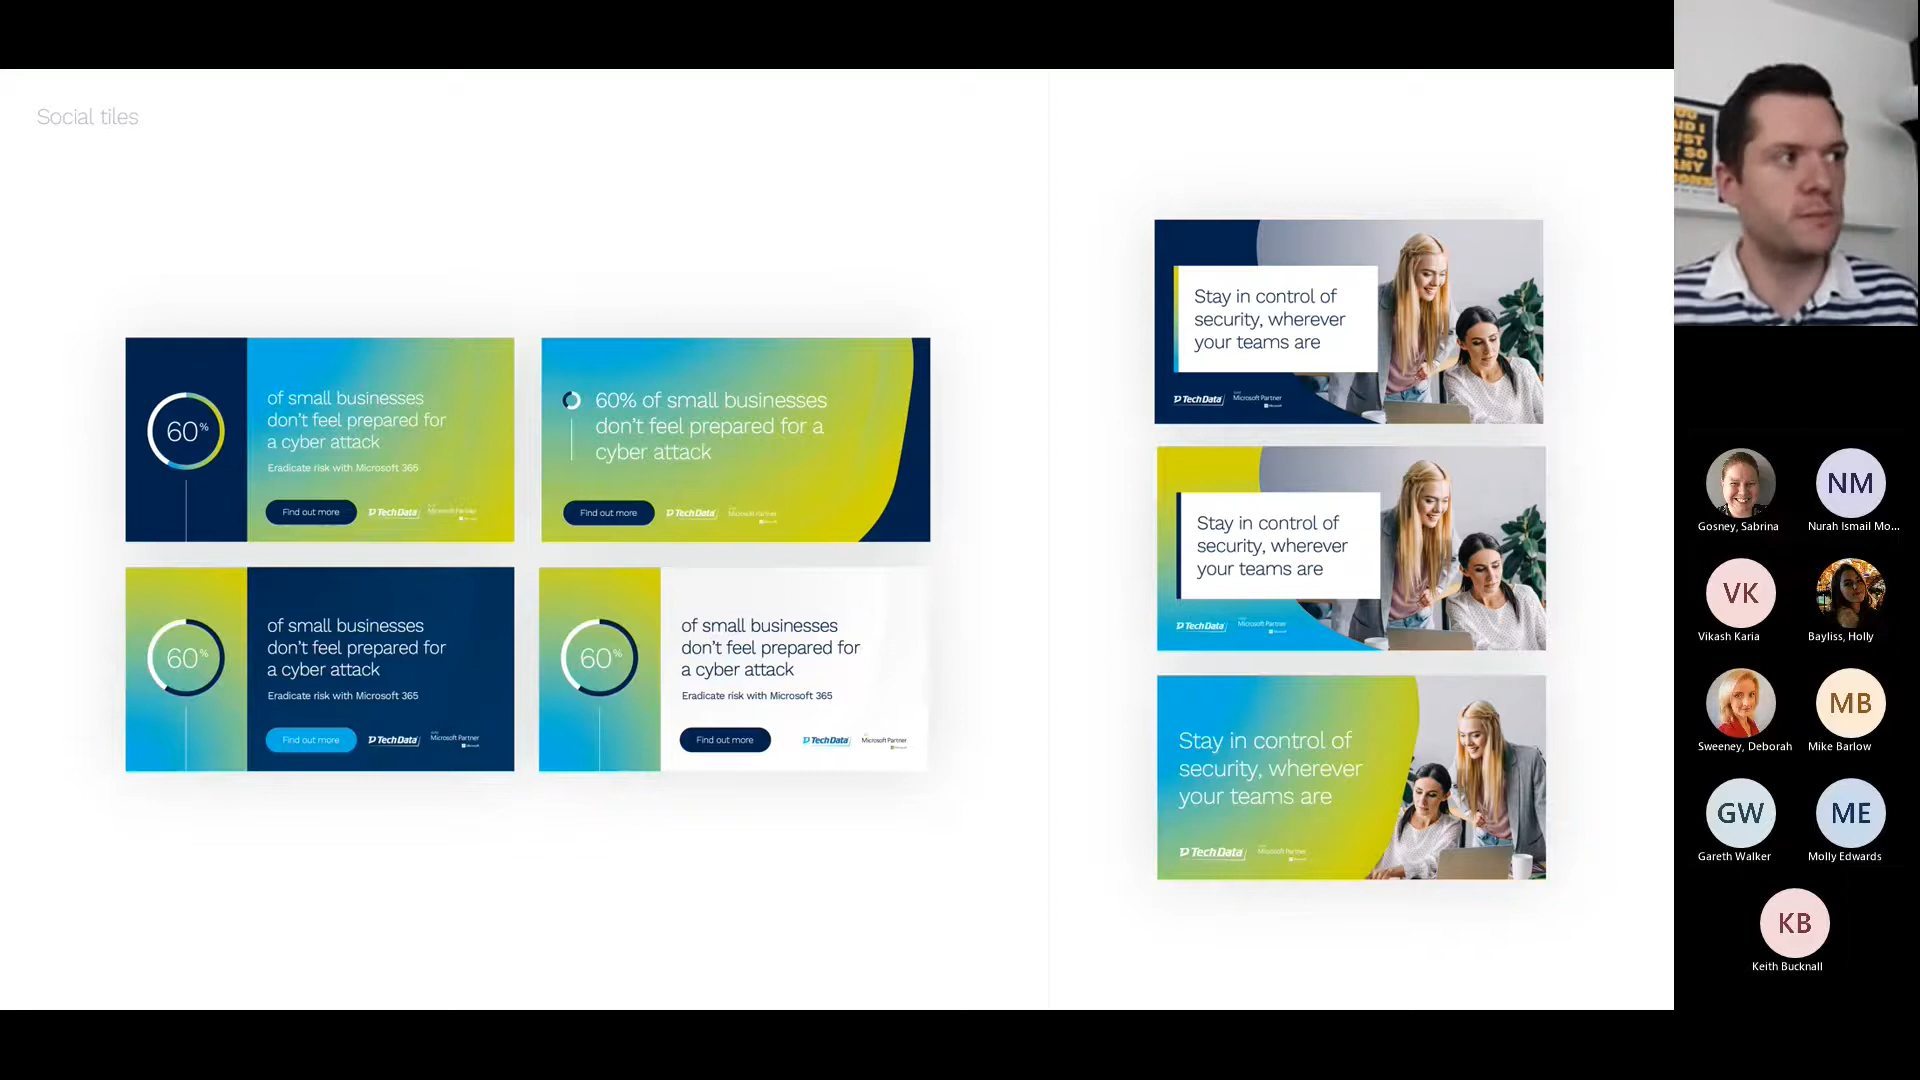 Social tiles
60%
of small businesses
don't feel prepared for
a cyber attack
Eradicate risk with Microsoft 365
Find out more
TechData
Microsoft Partner
60% of small businesses
don't feel prepared for a
cyber attack
Find out more
TechData
Microsoft Partner
60%
of small businesses
don't feel prepared for
a cyber attack
Eradicate risk with Microsoft 365
Find out more
TechData
Microsoft Partner
60%
of small businesses
don't feel prepared for
a cyber attack
Eradicate risk with Microsoft 365
Find out more
TechData
Microsoft Partner
Stay in control of
security, wherever
your teams are
TechData
Microsoft Partner
Stay in control of
security, wherever
your teams are
TechData
Microsoft Partner
Stay in control of
security, wherever
your teams are
TechData
Microsoft Partner
Gosney, Sabrina
NM
Nurah Ismail Mo...
VK
Vikash Karia
Bayliss, Holly
Sweeney, Deborah
MB
Mike Barlow
GW
Gareth Walker
ME
Molly Edwards
KB
Keith Bucknall